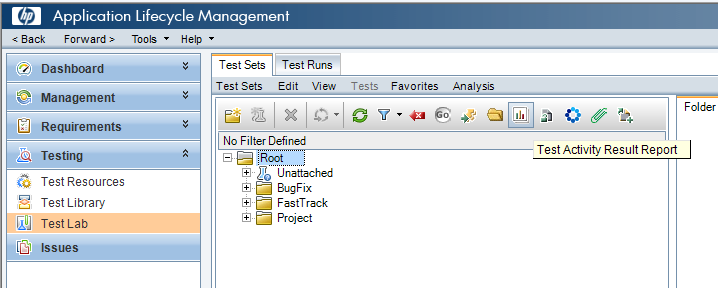 hp Application Lifecycle Management
< Back Forward > Tools Help
Dashboard
Management
Requirements
Testing
Test Resources
Test Library
Test Lab
Issues
Test Sets Test Runs
Test Sets Edit View Tests Favorites Analysis
Go
No Filter Defined
Test Activity Result Report
Root
Unattached
BugFix
FastTrack
Project
Folder